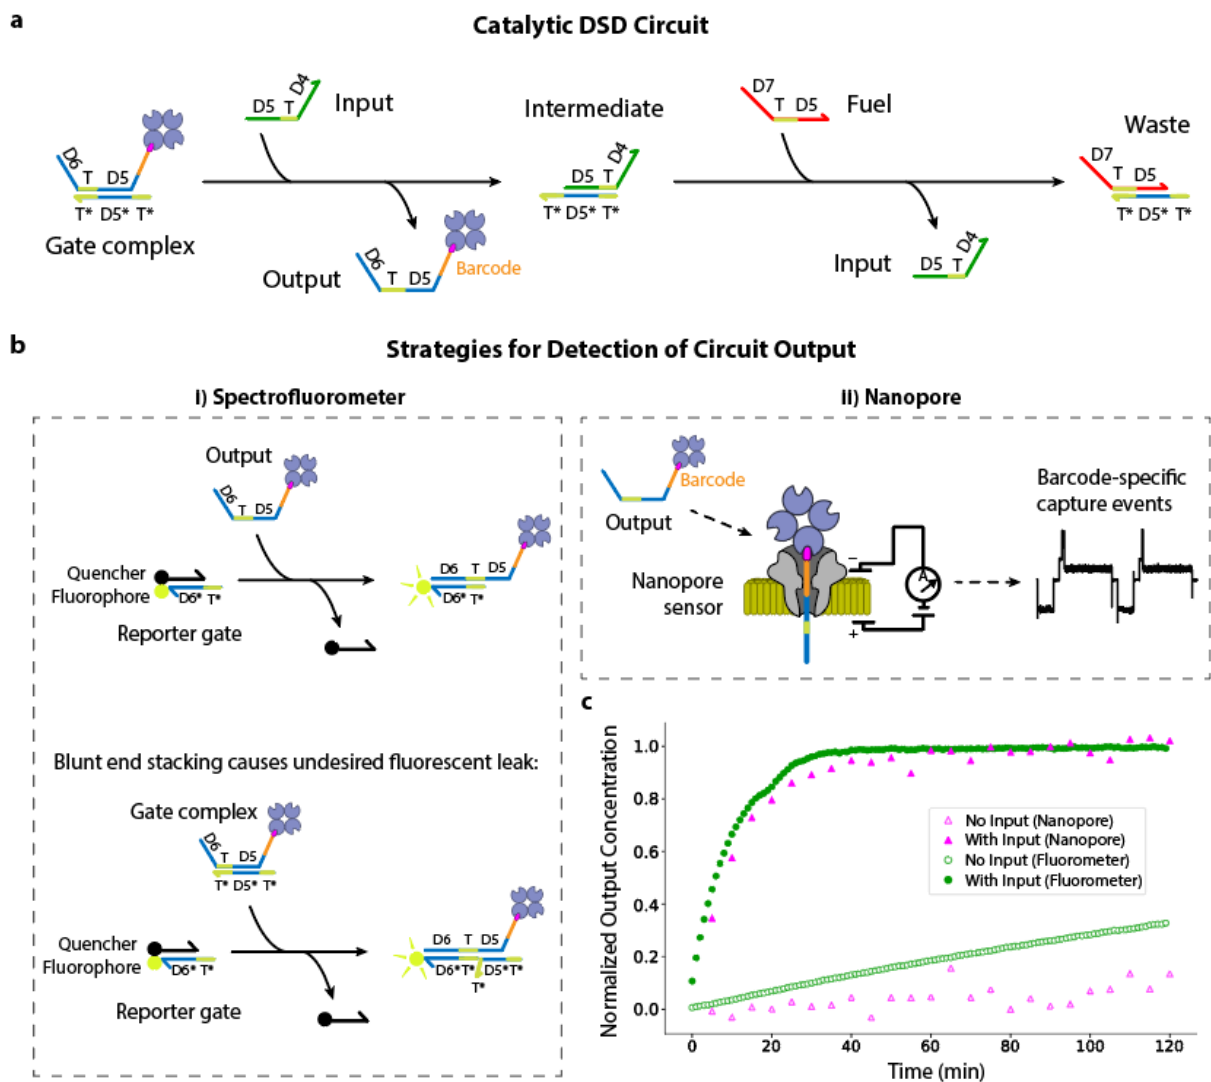 a
Catalytic DSD Circuit
D6
T
D5
T* D5* T*
Gate complex
D5 T D4
Input
D6
T D5
Output
Barcode
Intermediate
D5 T D4
T* D5* T*
D7
T D5
Fuel
D5 T D4
Input
Waste
D7
T D5
T* D5* T*
b
Strategies for Detection of Circuit Output
i) Spectrofluorometer
Output
D6
T D5
Quencher
Fluorophore
D6* T*
Reporter gate
D6 T D5
D6* T*
Blunt end stacking causes undesired fluorescent leak:
Gate complex
D6
T D5
T* D5* T*
Quencher
Fluorophore
D6* T*
Reporter gate
D6 T D5
D6* T* D5* T*
T*
ii) Nanopore
Barcode
Output
Nanopore
sensor
−
A
+
Barcode-specific
capture events
c
Normalized Output Concentration
1.0
0.8
0.6
0.4
0.2
0.0
No Input (Nanopore)
With Input (Nanopore)
No Input (Fluorometer)
With Input (Fluorometer)
0 20 40 60 80 100 120
Time (min)